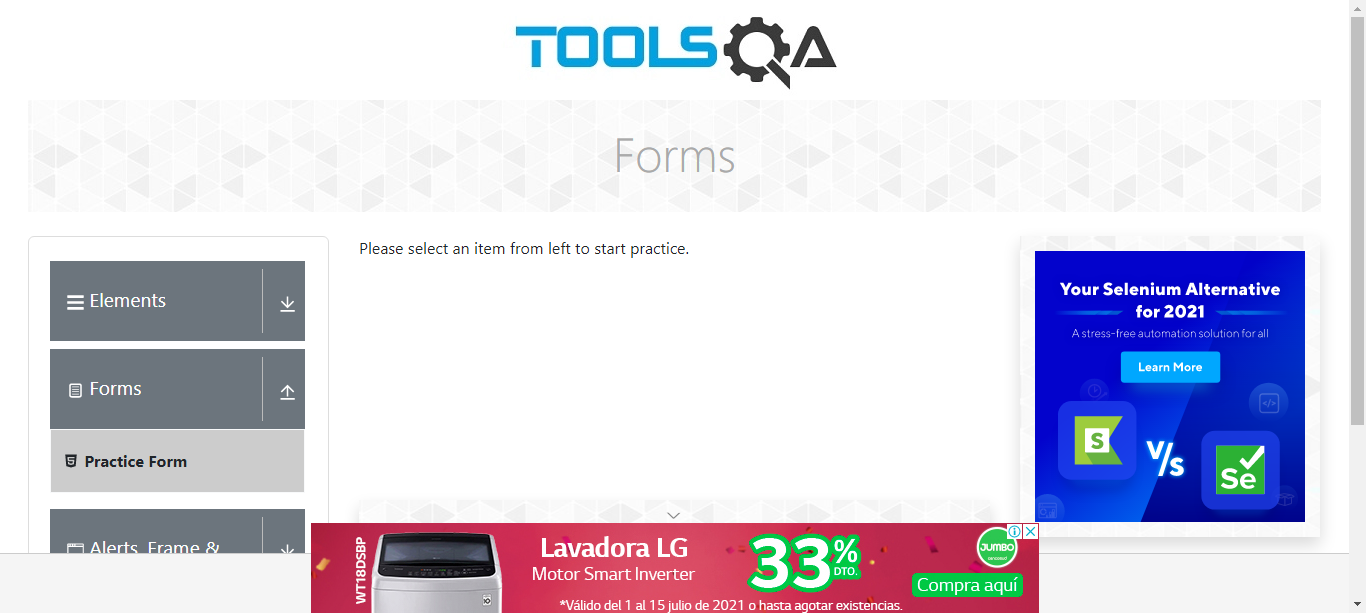 TOOLSQA
Forms
Elements
Forms
Practice Form
Alerts, Frame &
Please select an item from left to start practice.
Your Selenium Alternative
for 2021
A stress-free automation solution for all
Learn More
S
V/s
Se
WT18DSBP
Lavadora LG
Motor Smart Inverter
33% DTO.
*Válido del 1 al 15 julio de 2021 o hasta agotar existencias.
JUMBO
Compra aquí